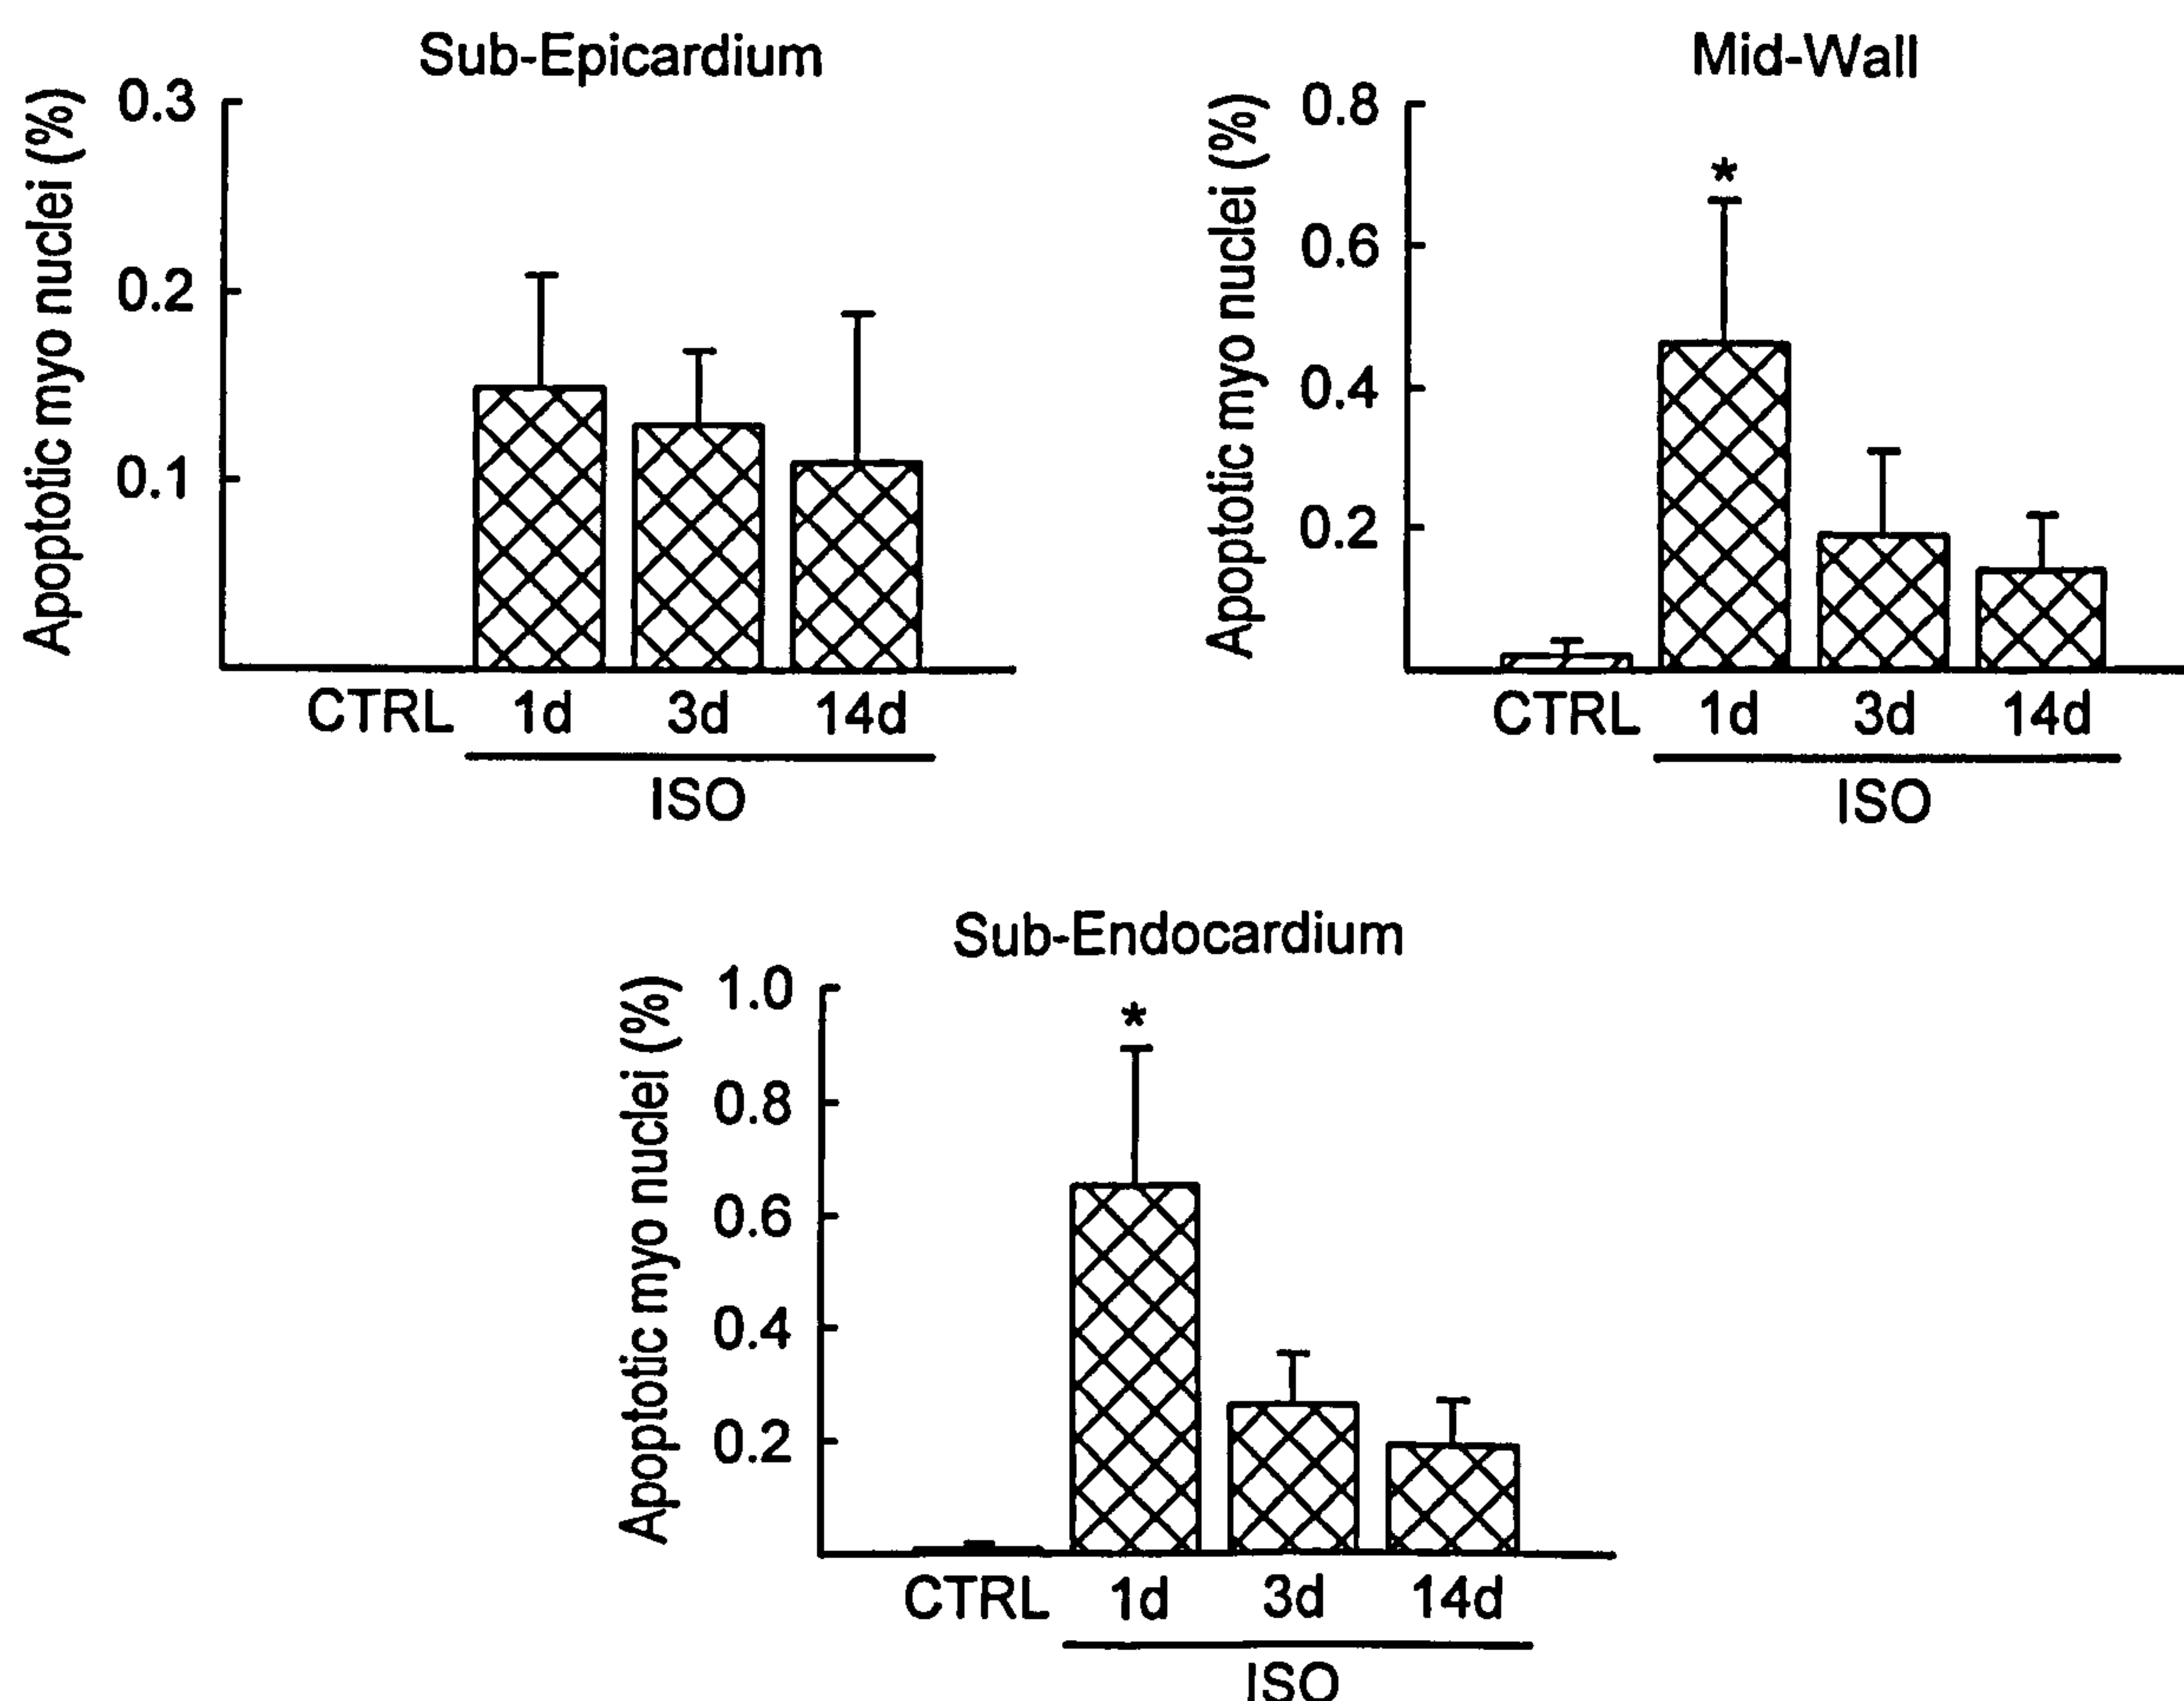 Sub-Epicardium
Apoptotic myo nuclei (%)
0.3
0.2
0.1
CTRL 1d 3d 14d
ISO
Mid-Wall
Apoptotic myo nuclei (%)
0.8
*
0.6
0.4
0.2
CTRL 1d 3d 14d
ISO
Sub-Endocardium
Apoptotic myo nuclei (%)
1.0
*
0.8
0.6
0.4
0.2
CTRL 1d 3d 14d
ISO